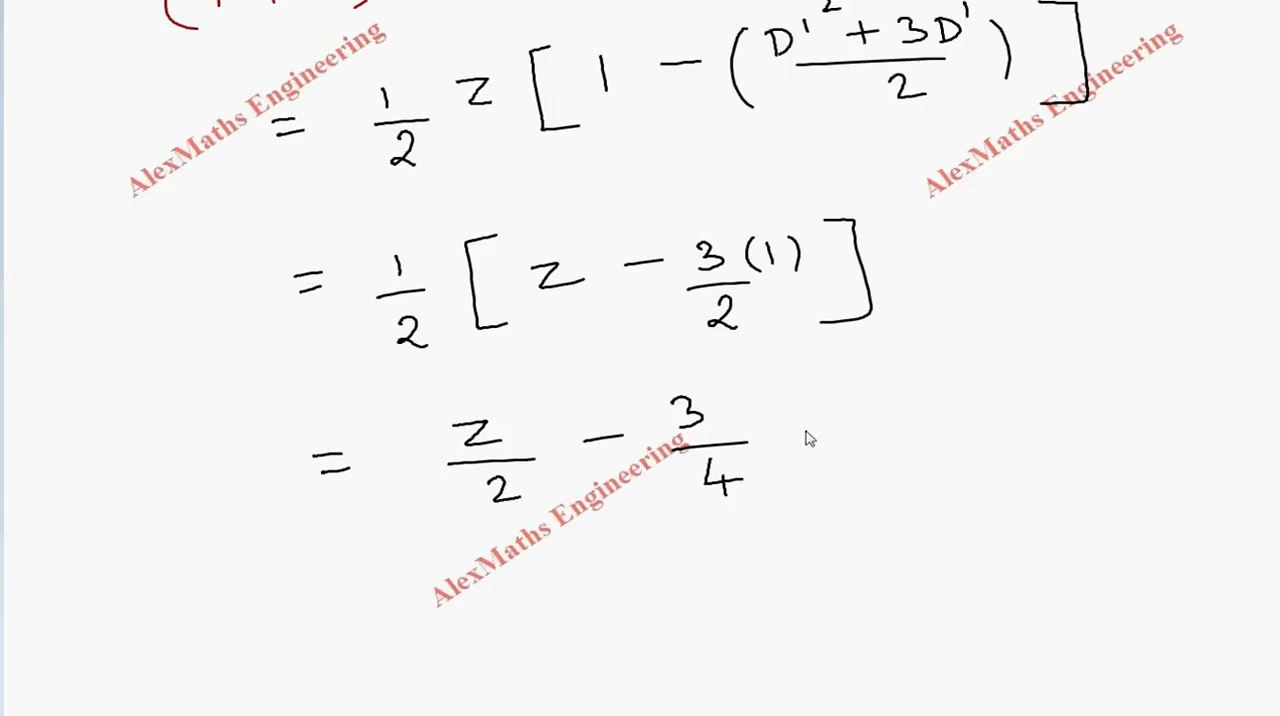 = 1/2 z [ 1 - ( (D'² + 3D')/2 ) ]
AlexMaths Engineering
AlexMaths Engineering
= 1/2 [ z - 3(1)/2 ]
= z/2 - 3/4
AlexMaths Engineering